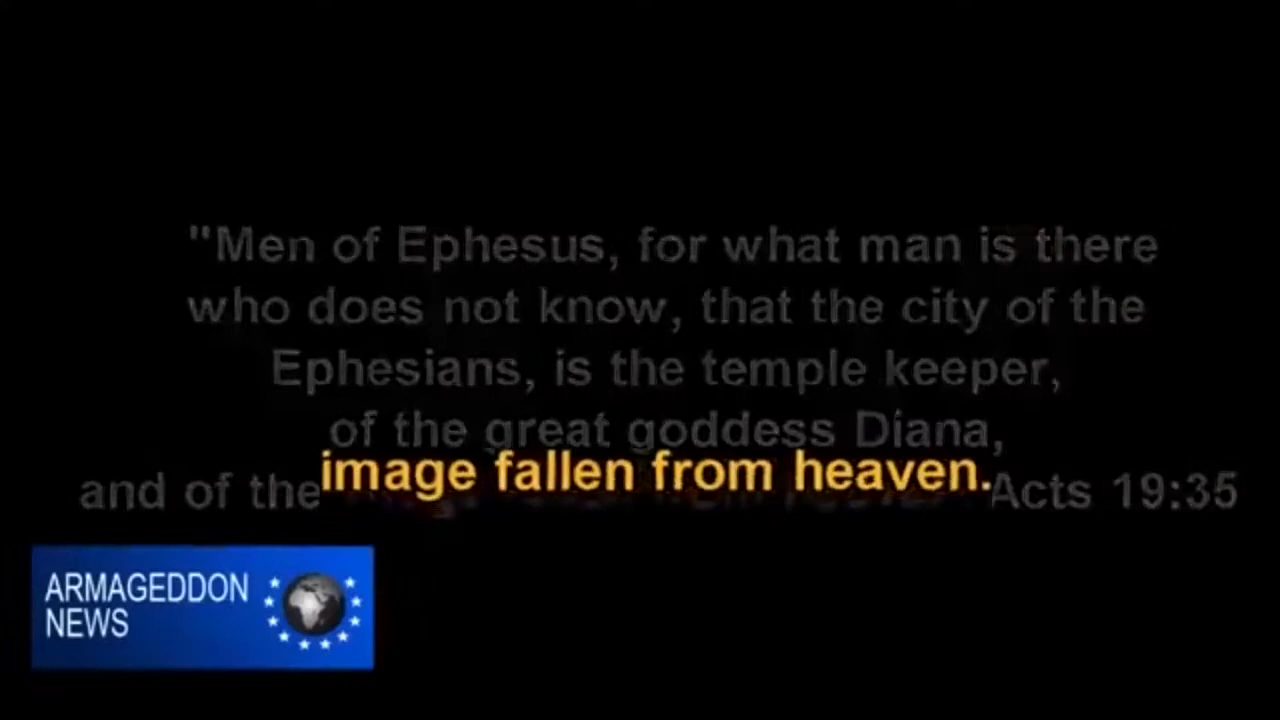 "Men of Ephesus, for what man is there
who does not know, that the city of the
Ephesians, is the temple keeper,
of the great goddess Diana,
and of the image fallen from heaven. Acts 19:35
ARMAGEDDON
NEWS